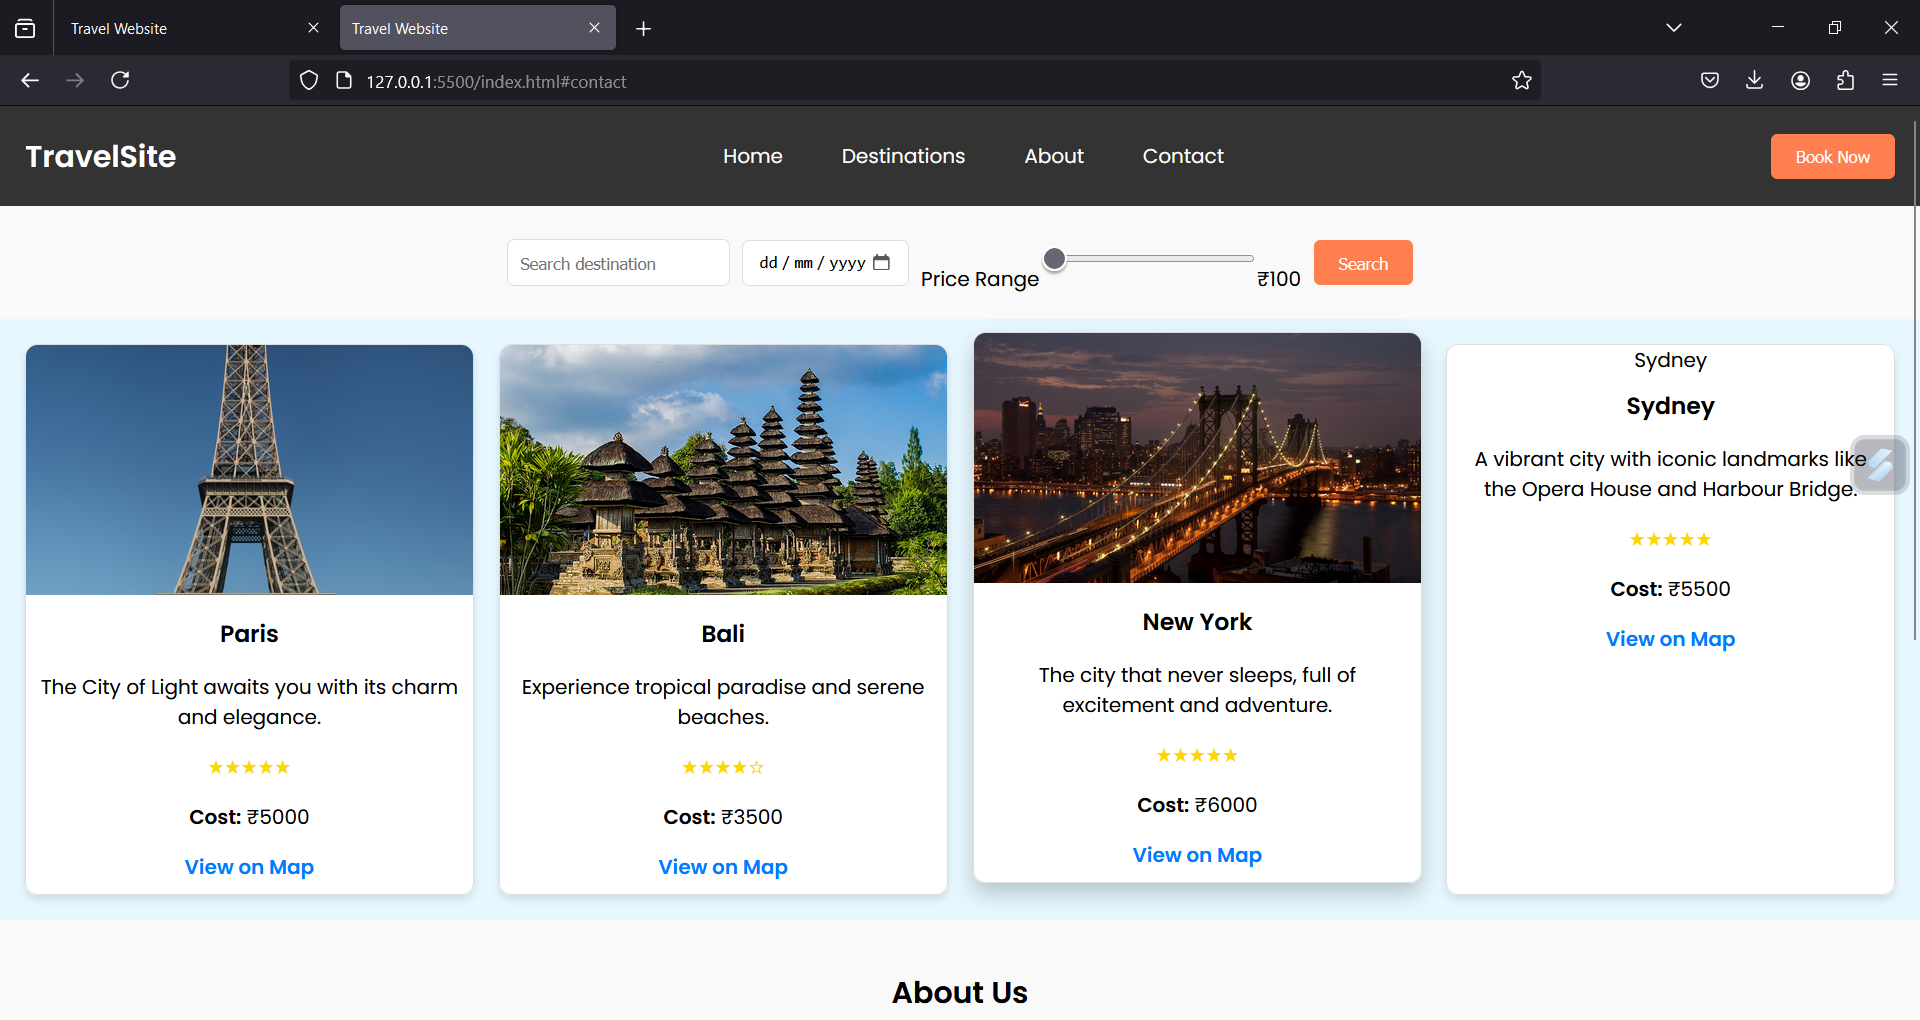 Travel Website
Travel Website
127.0.0.1:5500/index.html#contact
TravelSite
Home
Destinations
About
Contact
Book Now
Search destination
dd / mm / yyyy
Price Range
₹100
Search
Paris
The City of Light awaits you with its charm
and elegance.
★★★★★
Cost: ₹5000
View on Map
Bali
Experience tropical paradise and serene
beaches.
★★★★☆
Cost: ₹3500
View on Map
New York
The city that never sleeps, full of
excitement and adventure.
★★★★★
Cost: ₹6000
View on Map
Sydney
Sydney
A vibrant city with iconic landmarks like
the Opera House and Harbour Bridge.
★★★★★
Cost: ₹5500
View on Map
About Us